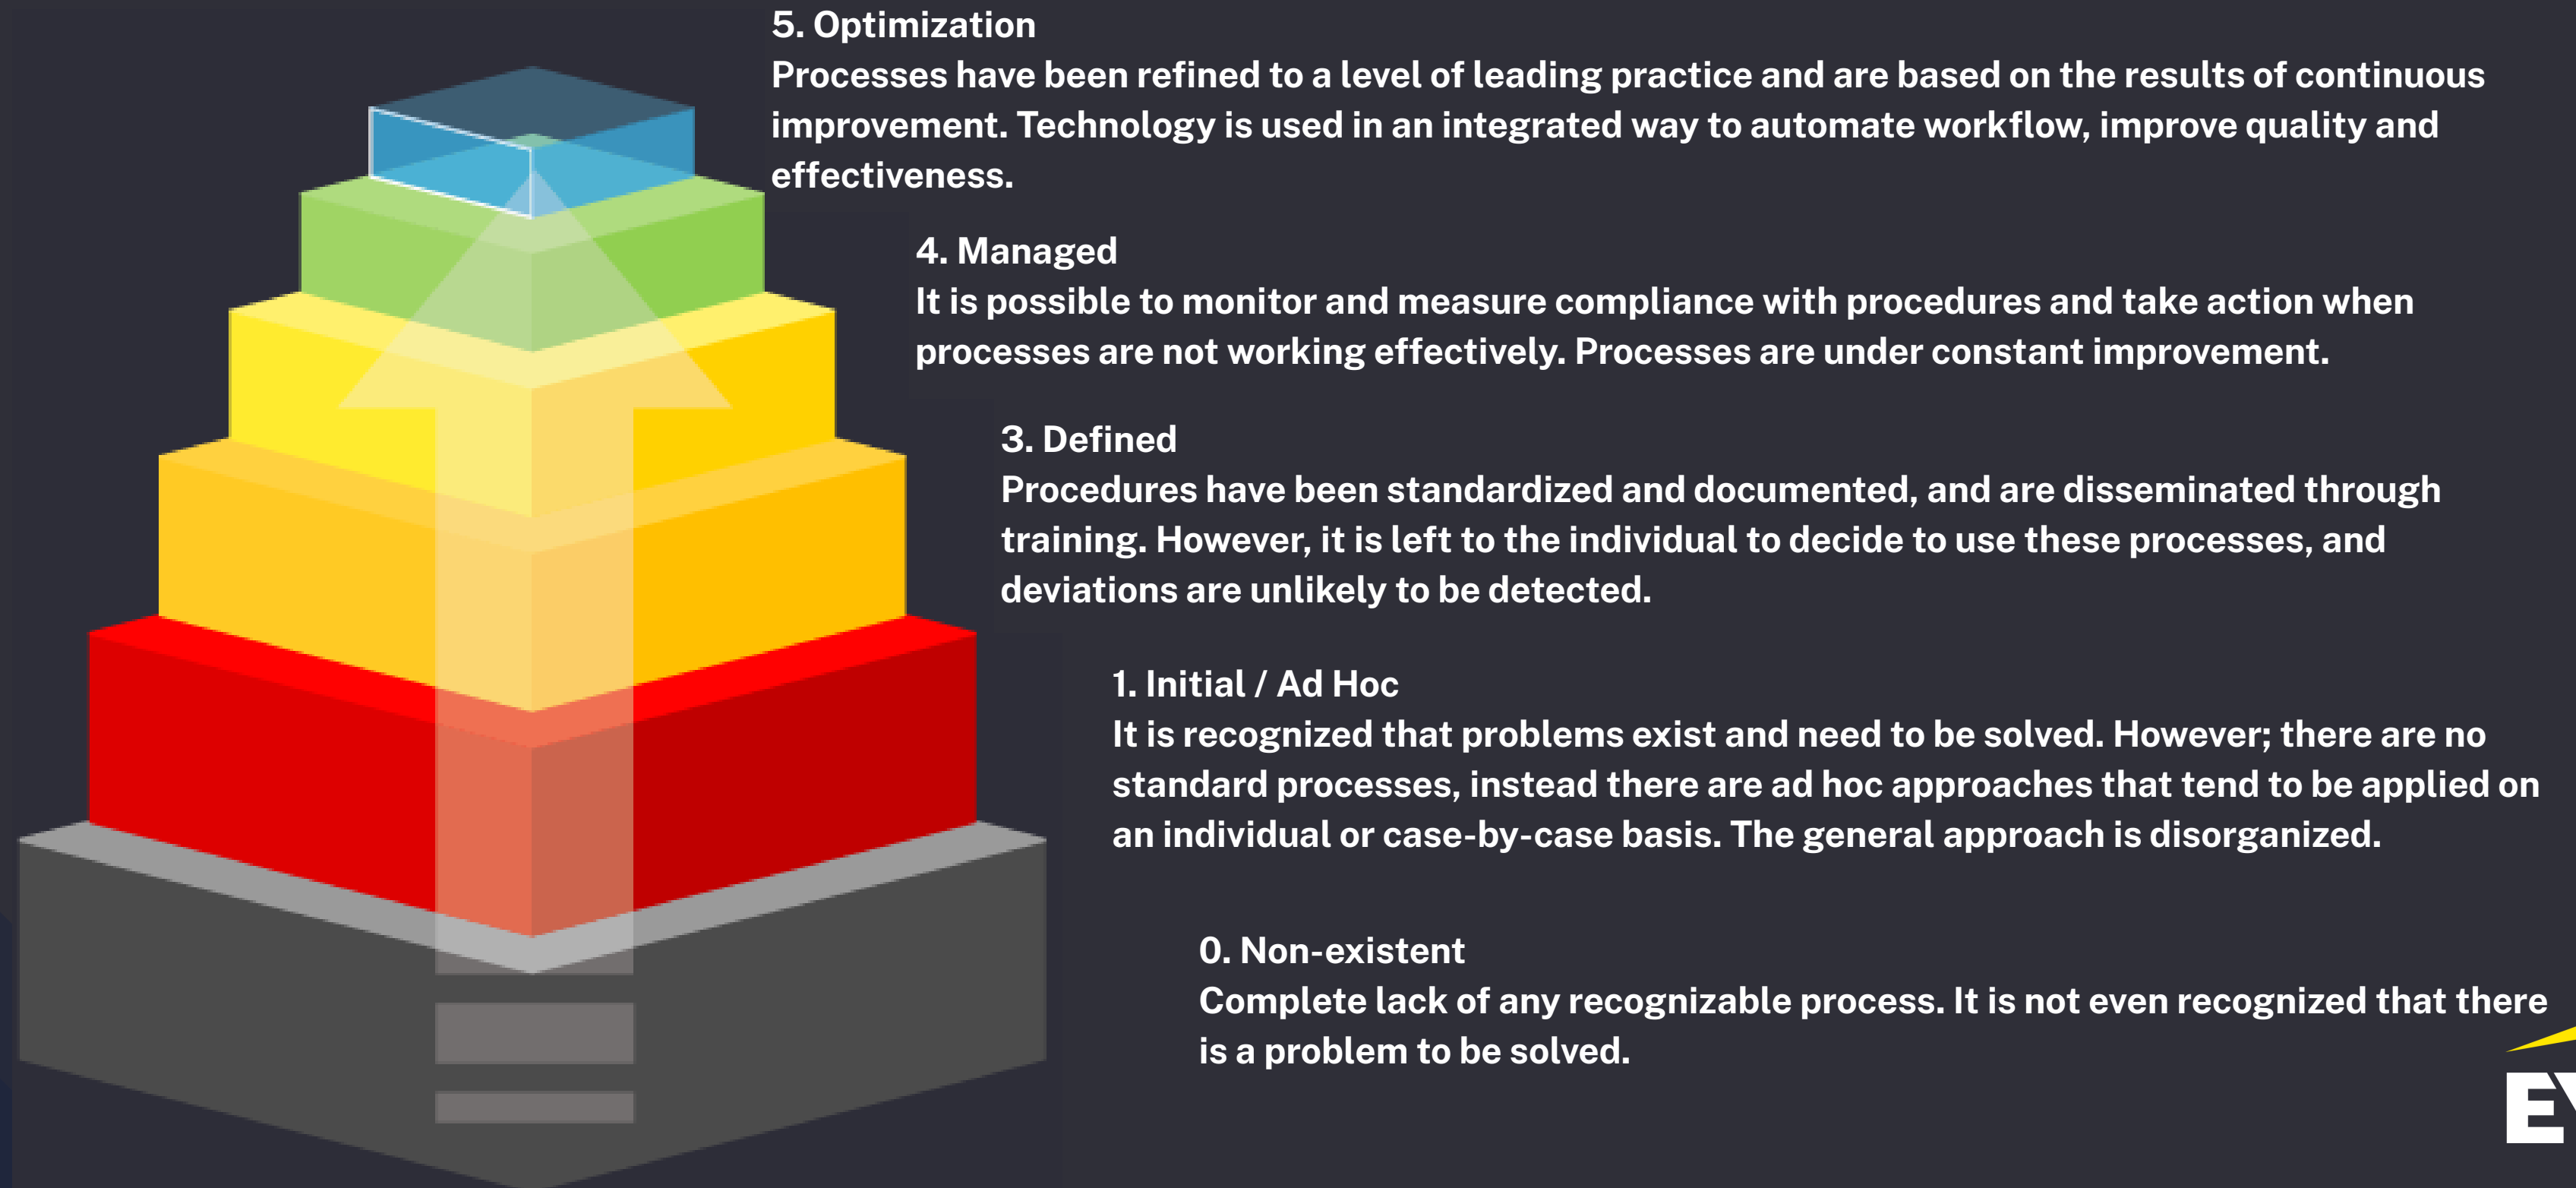 5. Optimization
Processes have been refined to a level of leading practice and are based on the results of continuous
improvement. Technology is used in an integrated way to automate workflow, improve quality and
effectiveness.
4. Managed
It is possible to monitor and measure compliance with procedures and take action when
processes are not working effectively. Processes are under constant improvement.
3. Defined
Procedures have been standardized and documented, and are disseminated through
training. However, it is left to the individual to decide to use these processes, and
deviations are unlikely to be detected.
1. Initial / Ad Hoc
It is recognized that problems exist and need to be solved. However; there are no
standard processes, instead there are ad hoc approaches that tend to be applied on
an individual or case-by-case basis. The general approach is disorganized.
0. Non-existent
Complete lack of any recognizable process. It is not even recognized that there
is a problem to be solved.
EY